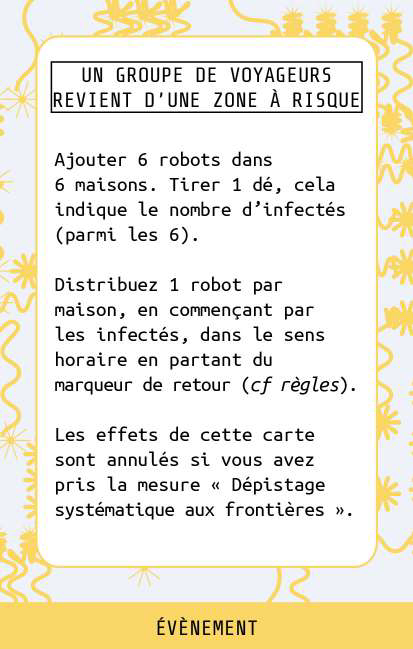 UN GROUPE DE VOYAGEURS
REVIENT D’UNE ZONE À RISQUE
Ajouter 6 robots dans
6 maisons. Tirer 1 dé, cela
indique le nombre d’infectés
(parmi les 6).
Distribuez 1 robot par
maison, en commençant par
les infectés, dans le sens
horaire en partant du
marqueur de retour (cf règles).
Les effets de cette carte
sont annulés si vous avez
pris la mesure « Dépistage
systématique aux frontières ».
ÉVÈNEMENT